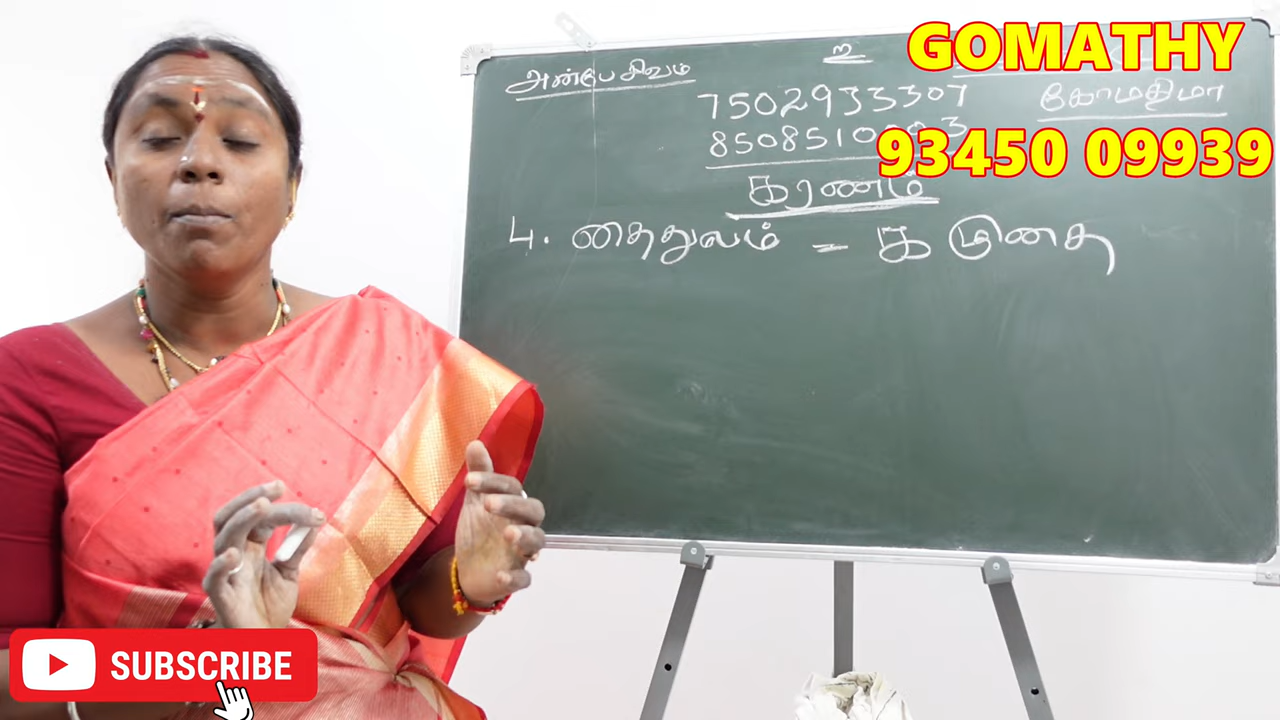 GOMATHY
உ
அன்பே சிவம்
7502933307
கோமதிமா
93450 09939
கரணம்
4. தைதுலம் = கழுதை
SUBSCRIBE